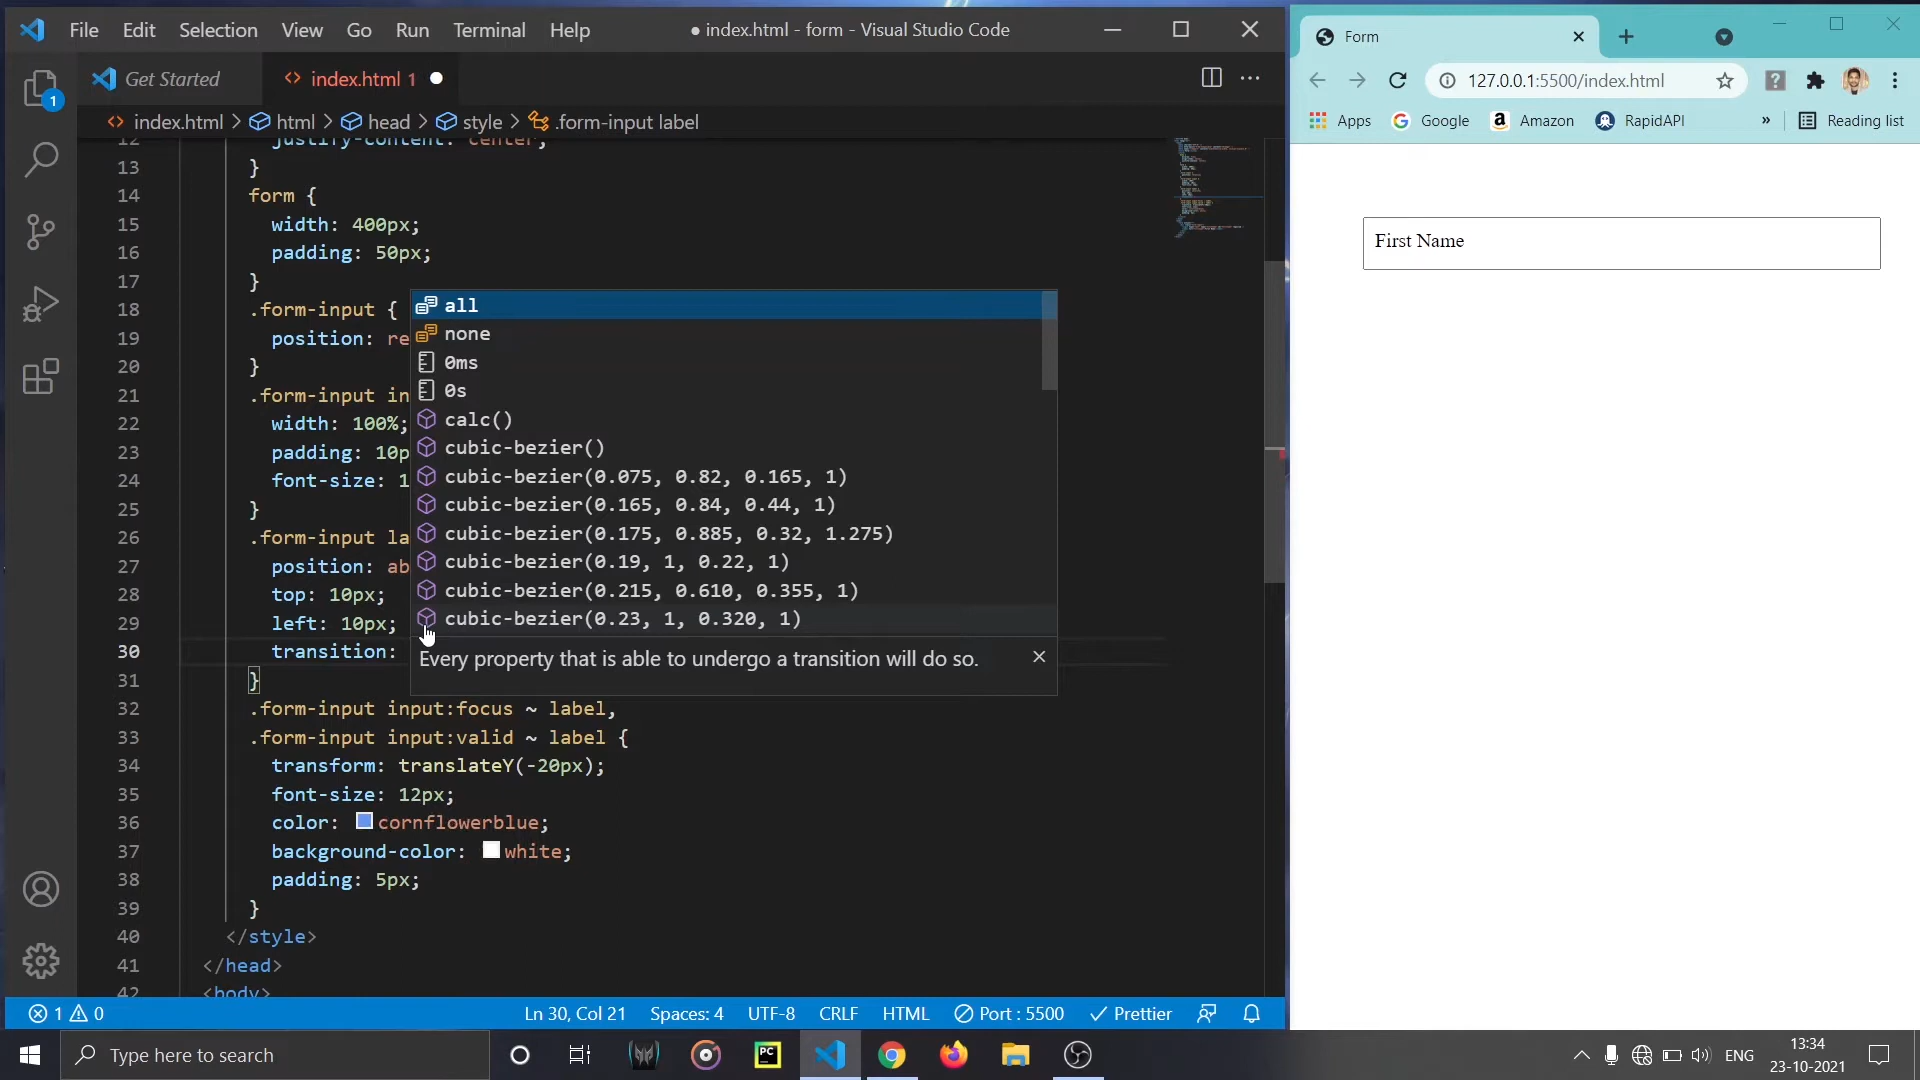 File Edit Selection View Go Run Terminal Help
● index.html - form - Visual Studio Code
Get Started
index.html 1
index.html > html > head > style > .form-input label
12 justify-content: center;
13 }
14 form {
15 width: 400px;
16 padding: 50px;
17 }
18 .form-input {
19 position: re
20 }
21 .form-input in
22 width: 100%;
23 padding: 10p
24 font-size: 1
25 }
26 .form-input la
27 position: ab
28 top: 10px;
29 left: 10px;
30 transition:
31 }
32 .form-input input:focus ~ label,
33 .form-input input:valid ~ label {
34 transform: translateY(-20px);
35 font-size: 12px;
36 color: cornflowerblue;
37 background-color: white;
38 padding: 5px;
39 }
40 </style>
41 </head>
42 <body>
all
none
0ms
0s
calc()
cubic-bezier()
cubic-bezier(0.075, 0.82, 0.165, 1)
cubic-bezier(0.165, 0.84, 0.44, 1)
cubic-bezier(0.175, 0.885, 0.32, 1.275)
cubic-bezier(0.19, 1, 0.22, 1)
cubic-bezier(0.215, 0.610, 0.355, 1)
cubic-bezier(0.23, 1, 0.320, 1)
Every property that is able to undergo a transition will do so.
1
1 0
Ln 30, Col 21 Spaces: 4 UTF-8 CRLF HTML Port : 5500 Prettier
Form
127.0.0.1:5500/index.html
Apps Google Amazon RapidAPI » Reading list
First Name
Type here to search
PC
ENG
13:34
23-10-2021